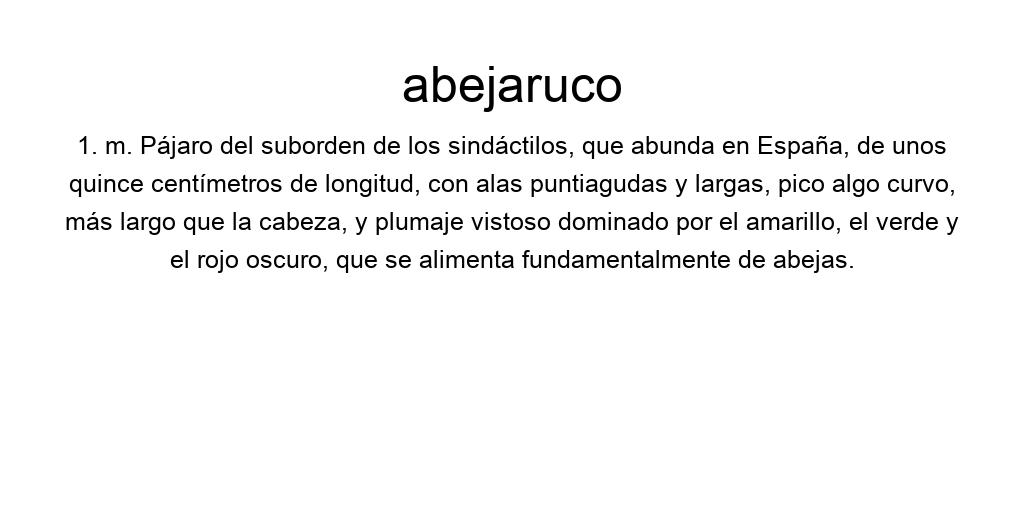 abejaruco
1. m. Pájaro del suborden de los sindáctilos, que abunda en España, de unos
quince centímetros de longitud, con alas puntiagudas y largas, pico algo curvo,
más largo que la cabeza, y plumaje vistoso dominado por el amarillo, el verde y
el rojo oscuro, que se alimenta fundamentalmente de abejas.